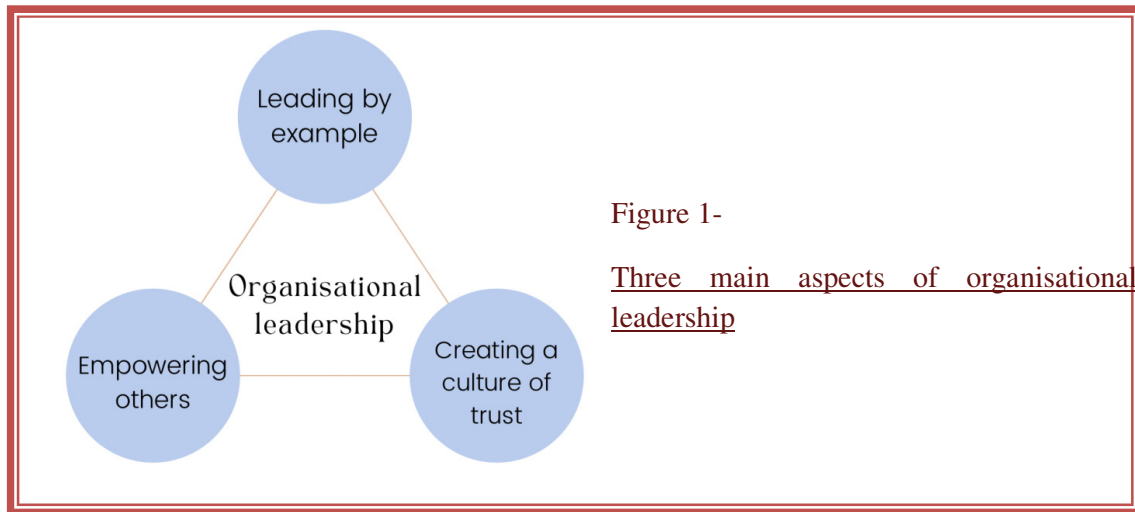 Leading by
example
Organisational
leadership
Empowering
others
Creating a
culture of
trust
Figure 1-
Three main aspects of organisational
leadership